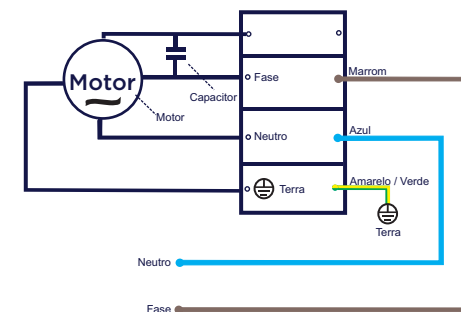 Marrom
Motor
Fase
Capacitor
Motor
Azul
Neutro
Amarelo / Verde
Terra
Terra
Neutro
Fase